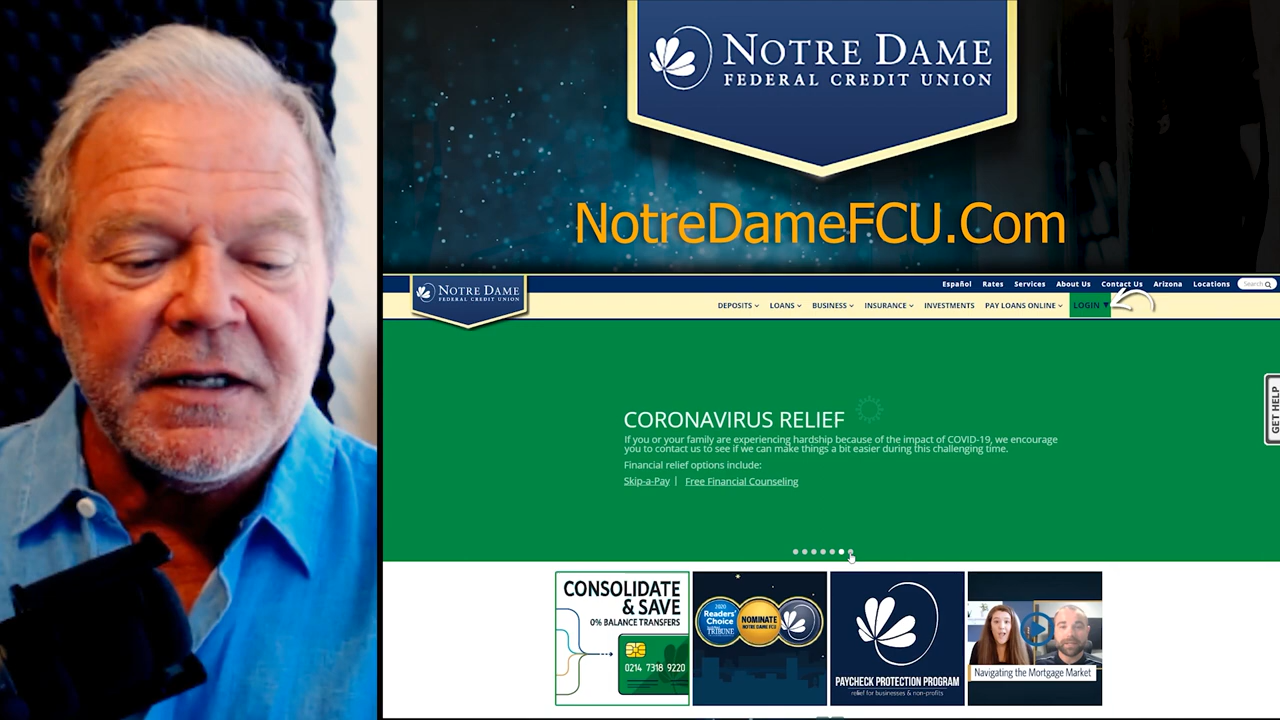 NOTRE DAME
FEDERAL CREDIT UNION
NotreDameFCU.Com
NOTRE DAME
FEDERAL CREDIT UNION
Español Rates Services About Us Contact Us Arizona Locations Search
DEPOSITS LOANS BUSINESS INSURANCE INVESTMENTS PAY LOANS ONLINE LOGIN
GET HELP
CORONAVIRUS RELIEF
If you or your family are experiencing hardship because of the impact of COVID-19, we encourage
you to contact us to see if we can make things a bit easier during this challenging time.
Financial relief options include:
Skip-a-Pay | Free Financial Counseling
CONSOLIDATE
& SAVE
0% BALANCE TRANSFERS
0214 7318 9220
2020
Readers'
Choice
TRIBUNE
NOMINATE
NOTRE DAME FCU
PAYCHECK PROTECTION PROGRAM
relief for businesses & non-profits
Navigating the Mortgage Market